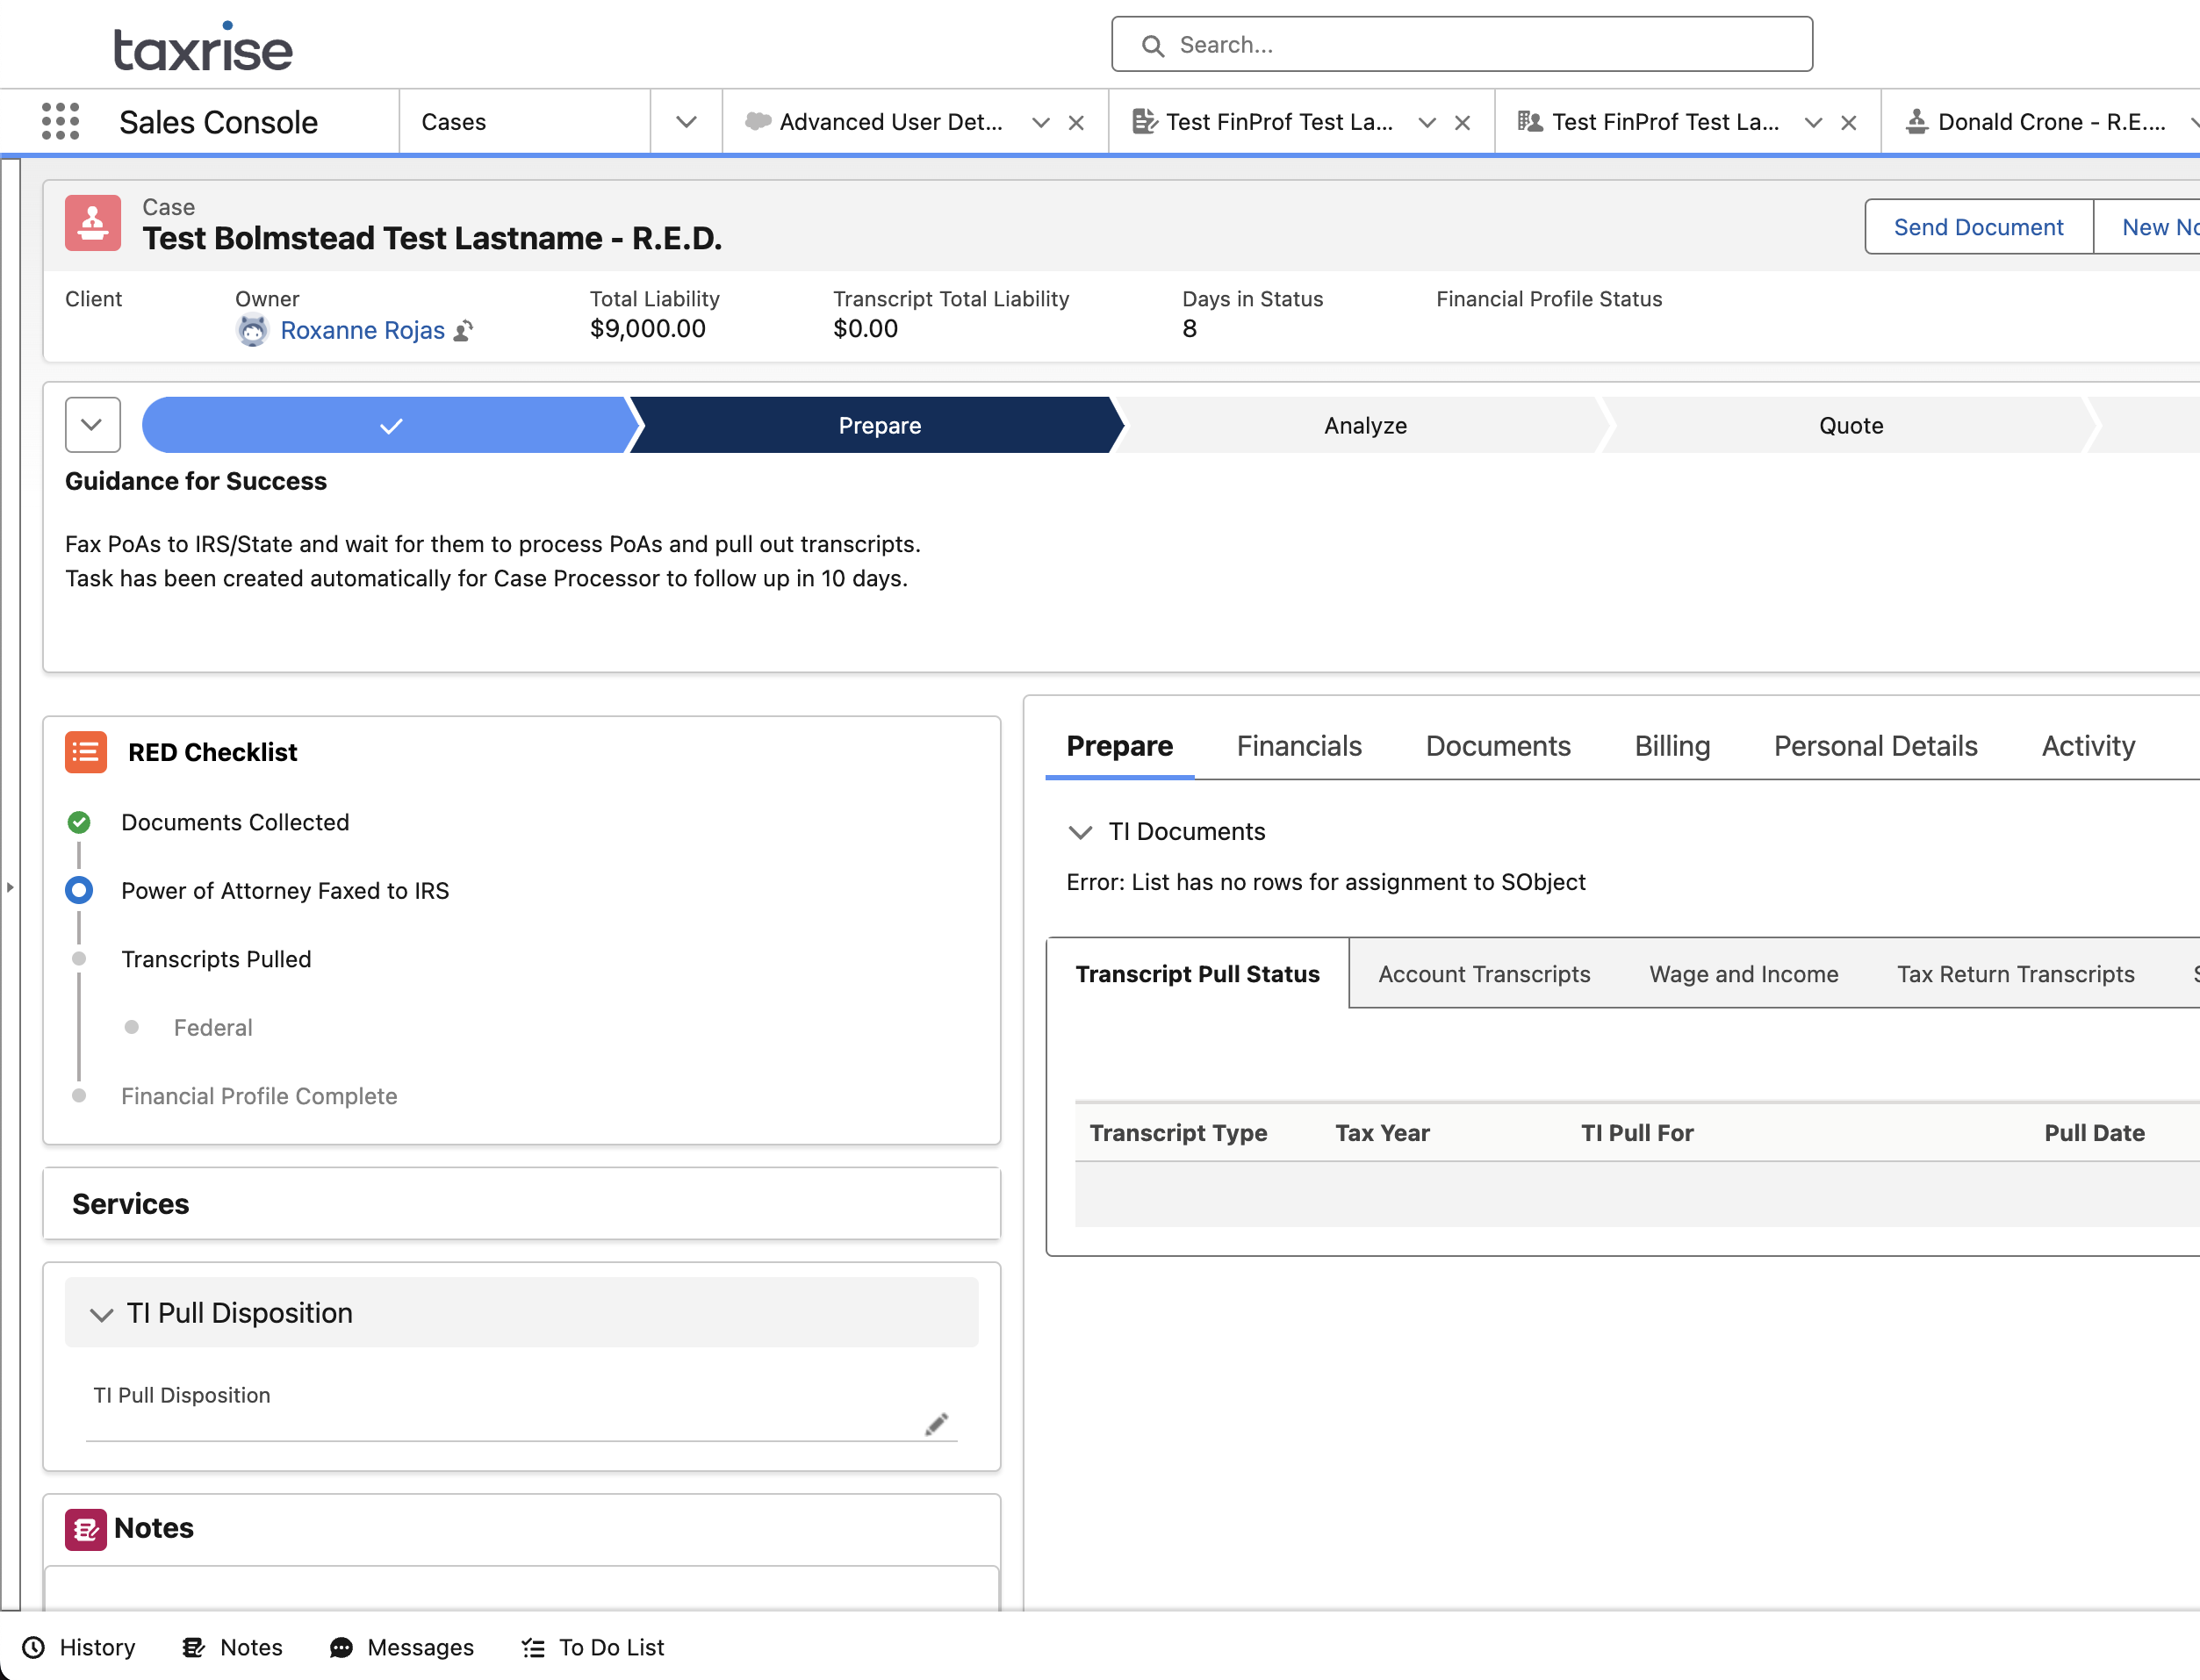 taxrise
Search...
Sales Console
Cases
Advanced User Det...
Test FinProf Test La...
Test FinProf Test La...
Donald Crone - R.E....
Case
Test Bolmstead Test Lastname - R.E.D.
Send Document
New No
Client
Owner
Total Liability
Transcript Total Liability
Days in Status
Financial Profile Status
Roxanne Rojas
$9,000.00
$0.00
8
Prepare
Analyze
Quote
Guidance for Success
Fax PoAs to IRS/State and wait for them to process PoAs and pull out transcripts.
Task has been created automatically for Case Processor to follow up in 10 days.
RED Checklist
Documents Collected
Power of Attorney Faxed to IRS
Transcripts Pulled
Federal
Financial Profile Complete
Services
TI Pull Disposition
TI Pull Disposition
Notes
Prepare
Financials
Documents
Billing
Personal Details
Activity
TI Documents
Error: List has no rows for assignment to SObject
Transcript Pull Status
Account Transcripts
Wage and Income
Tax Return Transcripts
Transcript Type
Tax Year
TI Pull For
Pull Date
History
Notes
Messages
To Do List